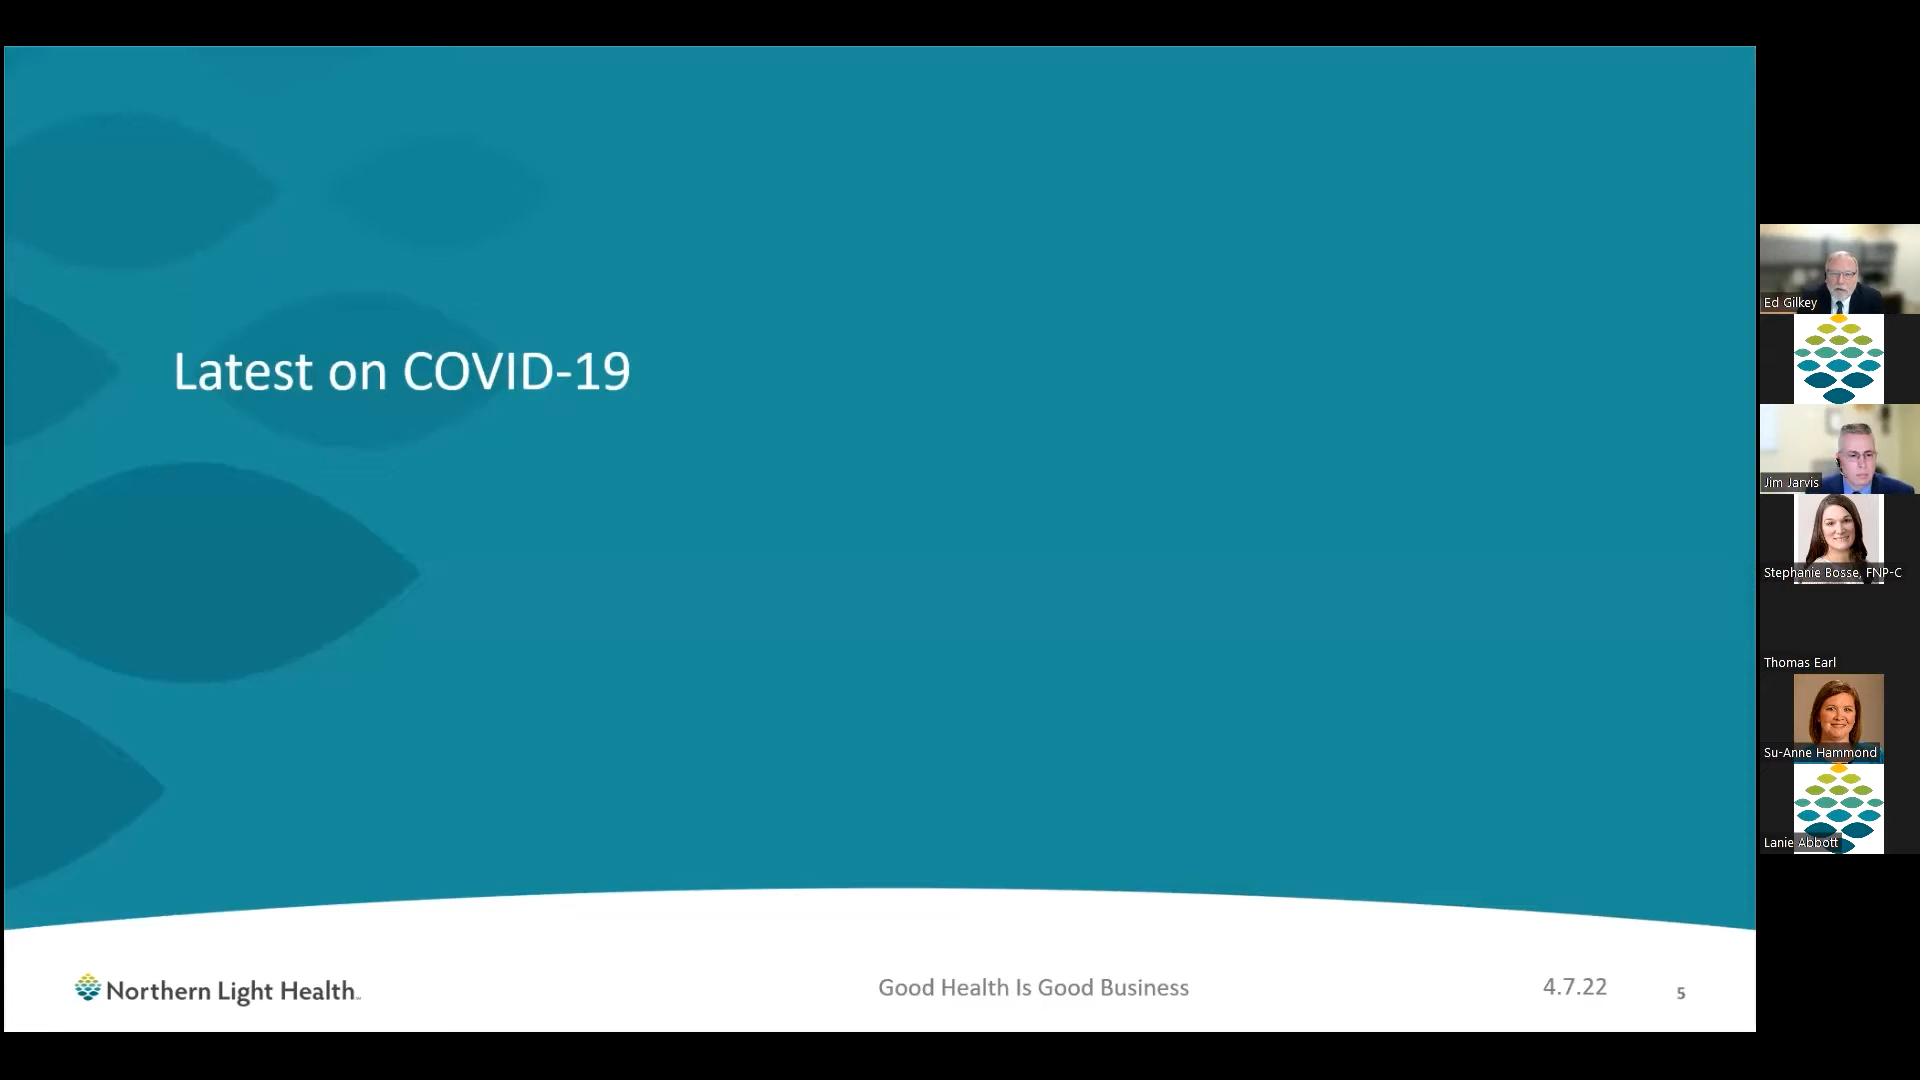 Latest on COVID-19
Northern Light Health
Good Health Is Good Business
4.7.22
5
Ed Gilkey
Jim Jarvis
Stephanie Bosse, FNP-C
Thomas Earl
Su-Anne Hammond
Lanie Abbott